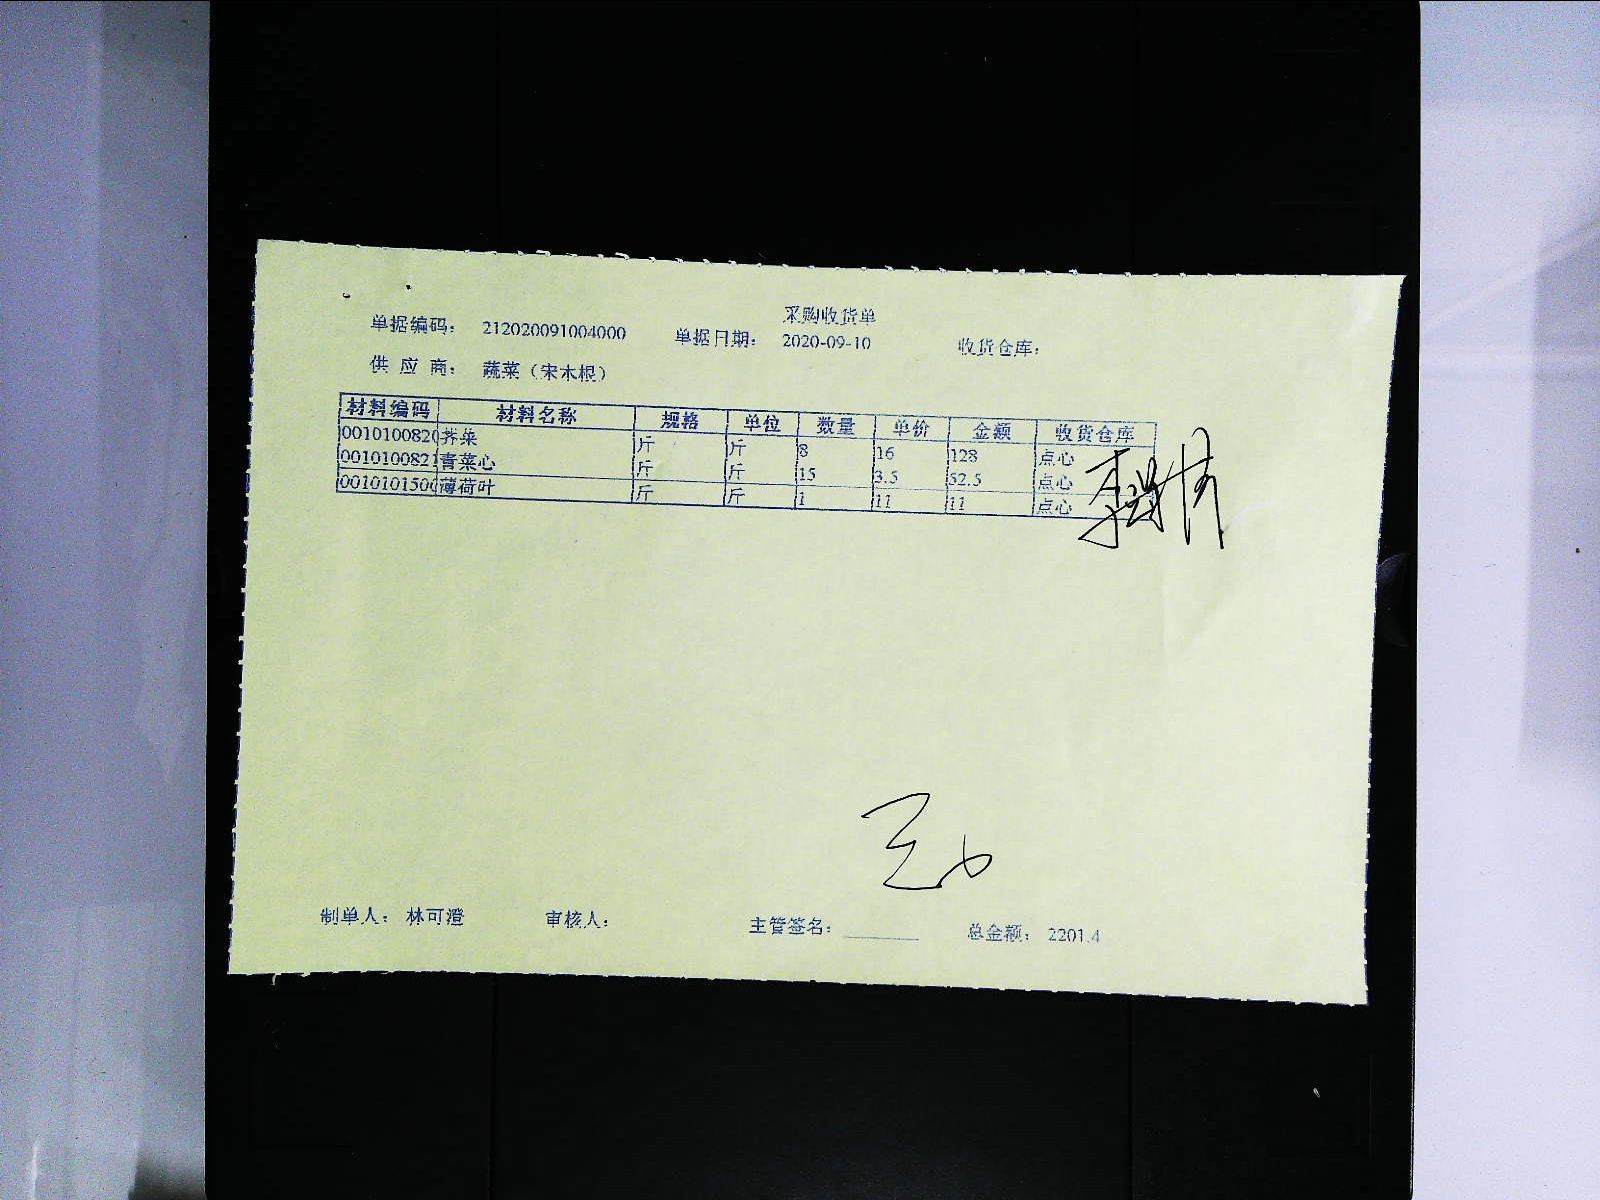 采购收货单
单据编码： 212020091004000 单据日期： 2020-09-10 收货仓库：
供 应 商： 蔬菜（宋木根）
材料编码 材料名称 规格 单位 数量 单价 金额 收货仓库
0010100820 芥菜 斤 斤 8 16 128 点心
0010100821 青菜心 斤 斤 15 3.5 52.5 点心
0010101500 薄荷叶 斤 斤 1 11 11 点心
制单人： 林可澄 审核人： 主管签名： 总金额： 2201.4